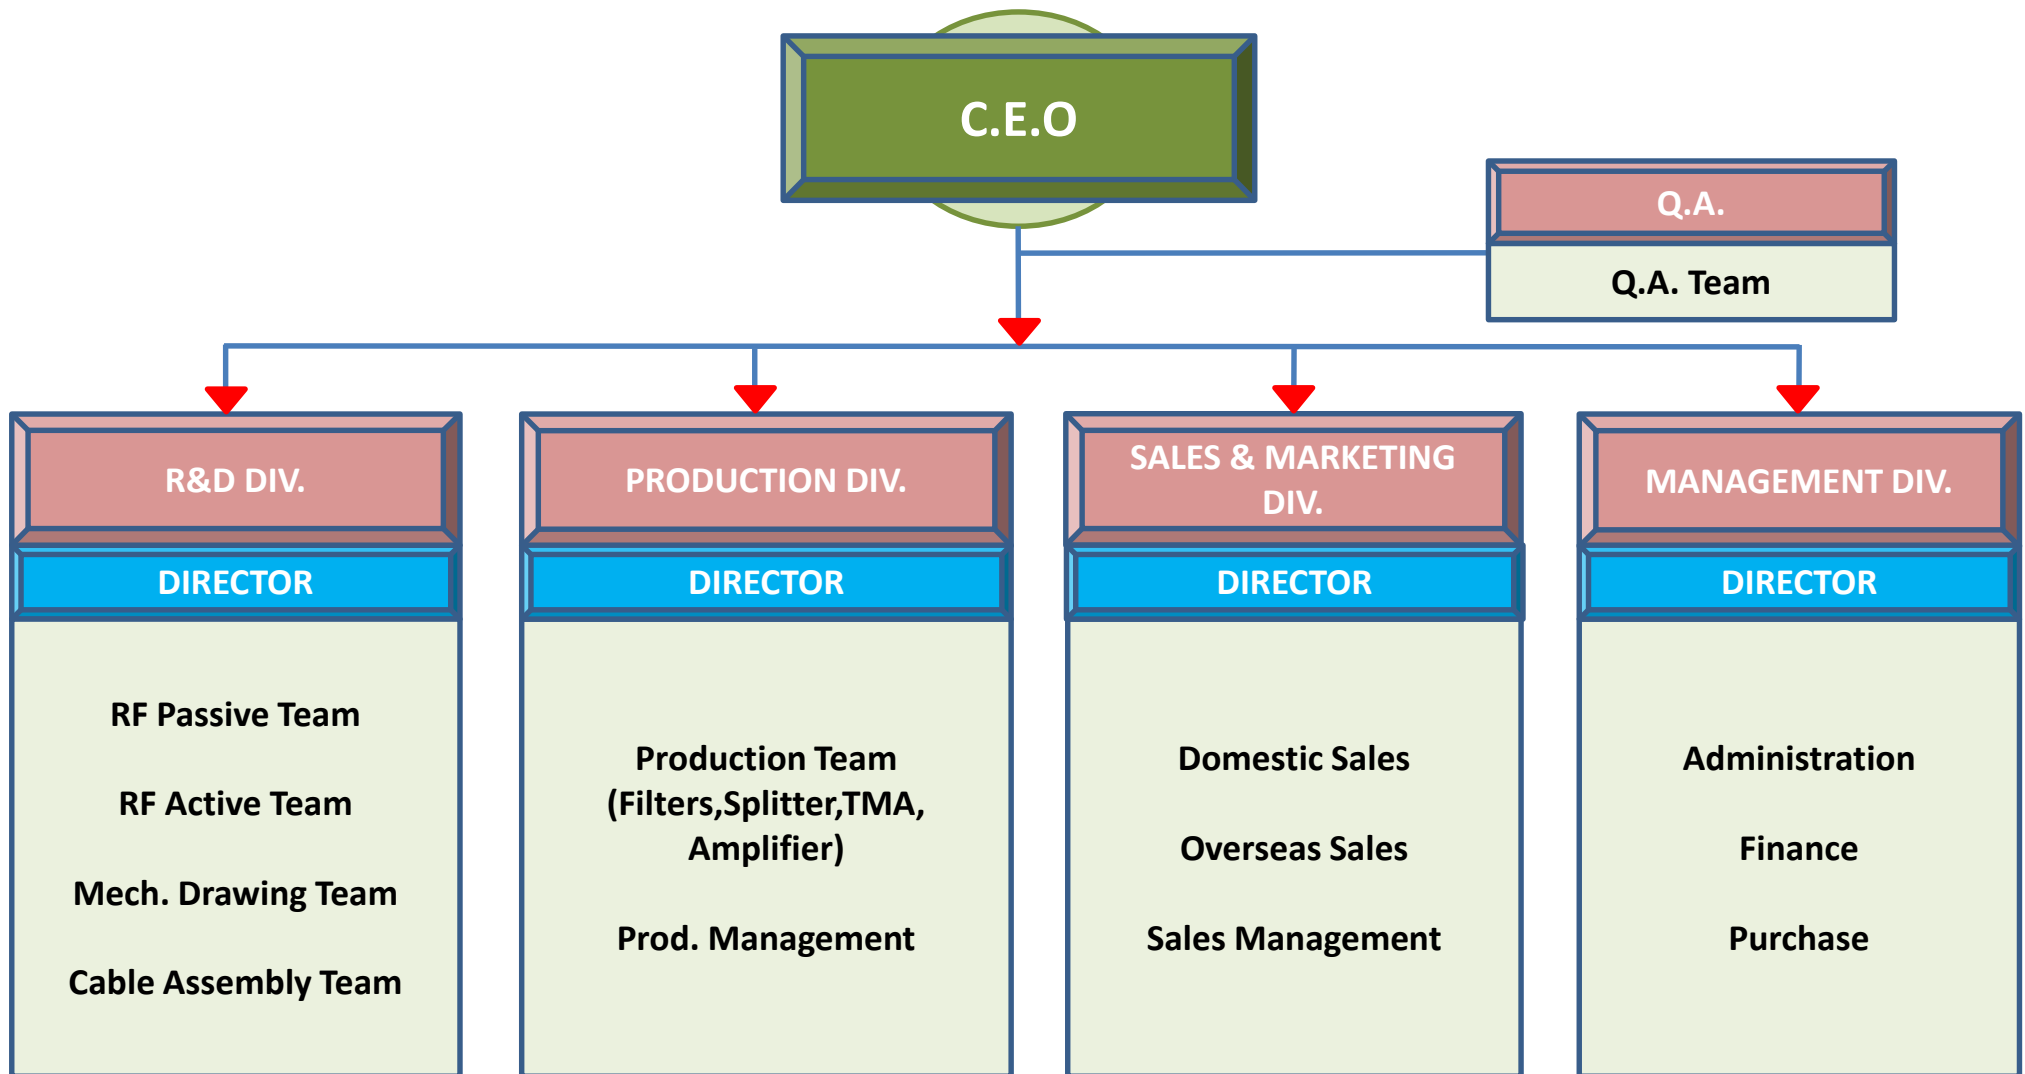 C.E.O
Q.A.
Q.A. Team
R&D DIV.
DIRECTOR
RF Passive Team
RF Active Team
Mech. Drawing Team
Cable Assembly Team
PRODUCTION DIV.
DIRECTOR
Production Team
(Filters,Splitter,TMA,
Amplifier)
Prod. Management
SALES & MARKETING
DIV.
DIRECTOR
Domestic Sales
Overseas Sales
Sales Management
MANAGEMENT DIV.
DIRECTOR
Administration
Finance
Purchase